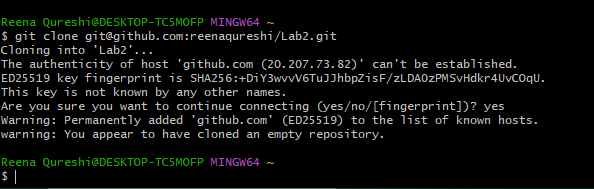 Reena Qureshi@DESKTOP-TC5MOFP MINGW64 ~
$ git clone git@github.com:reenaqureshi/Lab2.git
Cloning into 'Lab2'...
The authenticity of host 'github.com (20.207.73.82)' can't be established.
ED25519 key fingerprint is SHA256:+DiY3wvvV6TuJJhbpZisF/zLDA0zPMSvHdkr4UvCOqU.
This key is not known by any other names.
Are you sure you want to continue connecting (yes/no/[fingerprint])? yes
Warning: Permanently added 'github.com' (ED25519) to the list of known hosts.
warning: You appear to have cloned an empty repository.
Reena Qureshi@DESKTOP-TC5MOFP MINGW64 ~
$